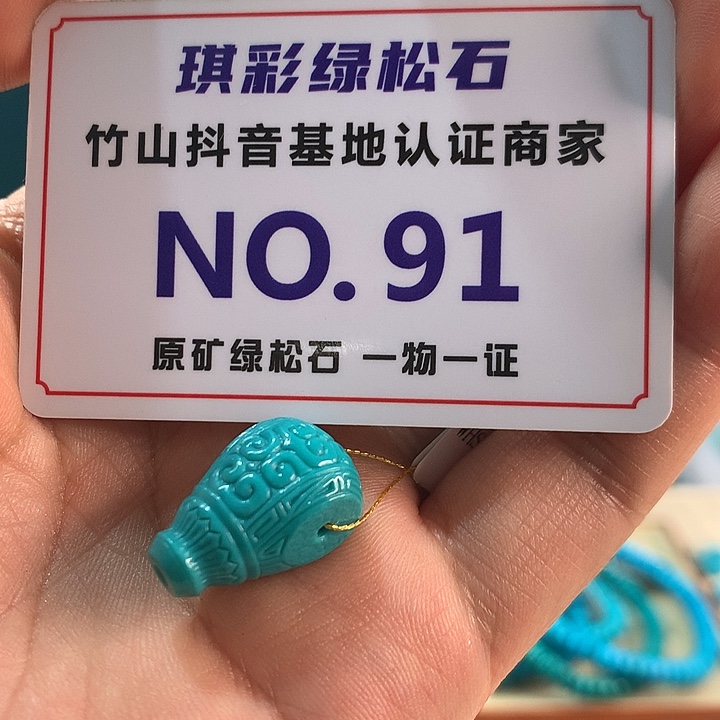 琪彩绿松石
竹山抖音基地认证商家
NO.91
原矿绿松石 一物一证